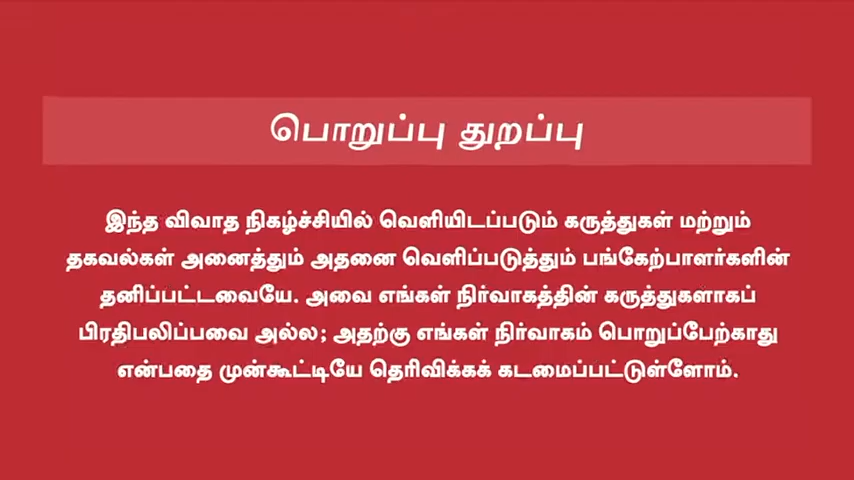 பொறுப்பு துறப்பு
இந்த விவாத நிகழ்ச்சியில் வெளியிடப்படும் கருத்துகள் மற்றும்
தகவல்கள் அனைத்தும் அதனை வெளிப்படுத்தும் பங்கேற்பாளர்களின்
தனிப்பட்டவையே. அவை எங்கள் நிர்வாகத்தின் கருத்துகளாகப்
பிரதிபலிப்பவை அல்ல; அதற்கு எங்கள் நிர்வாகம் பொறுப்பேற்காது
என்பதை முன்கூட்டியே தெரிவிக்கக் கடமைப்பட்டுள்ளோம்.